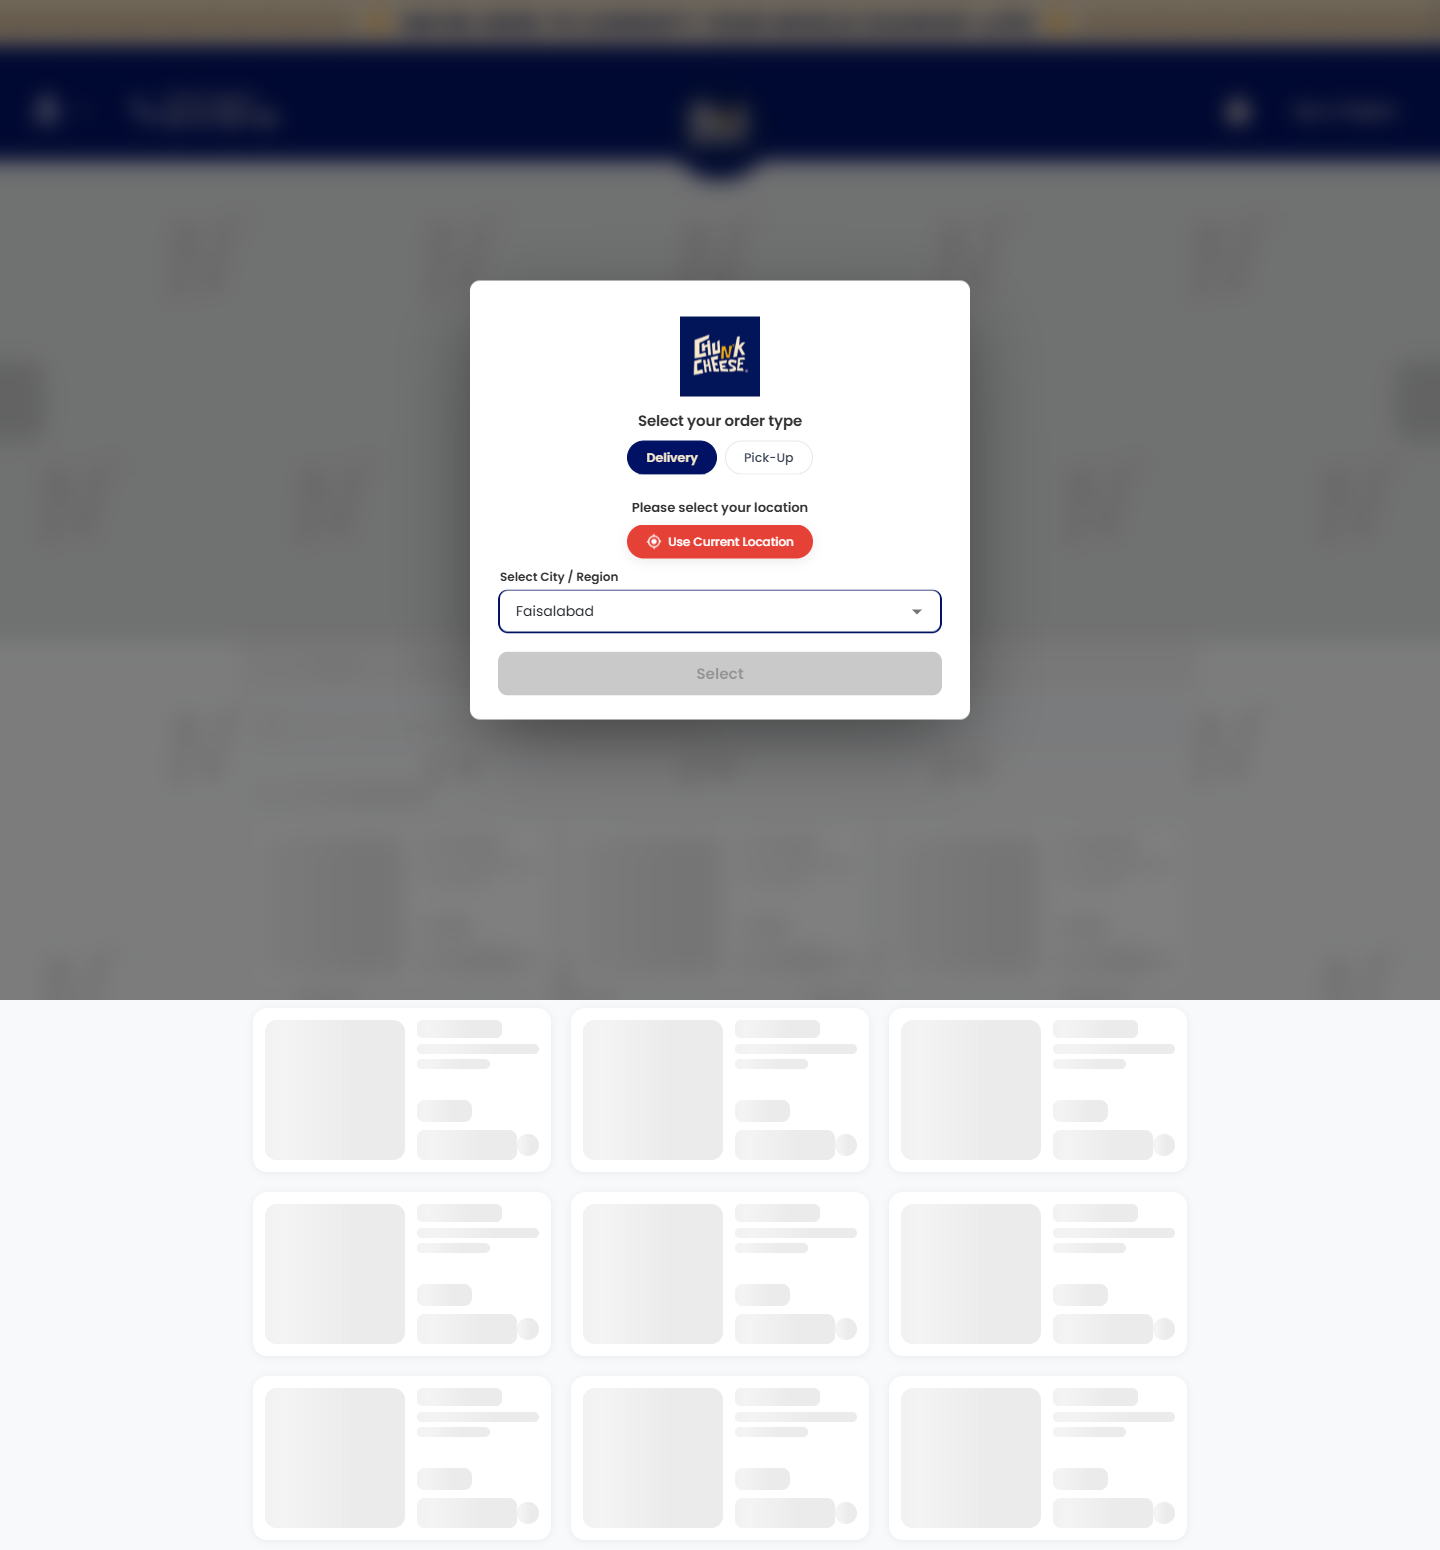 CHUNK
CHEESE
Select your order type
Delivery
Pick-Up
Please select your location
Use Current Location
Select City / Region
Faisalabad
Select